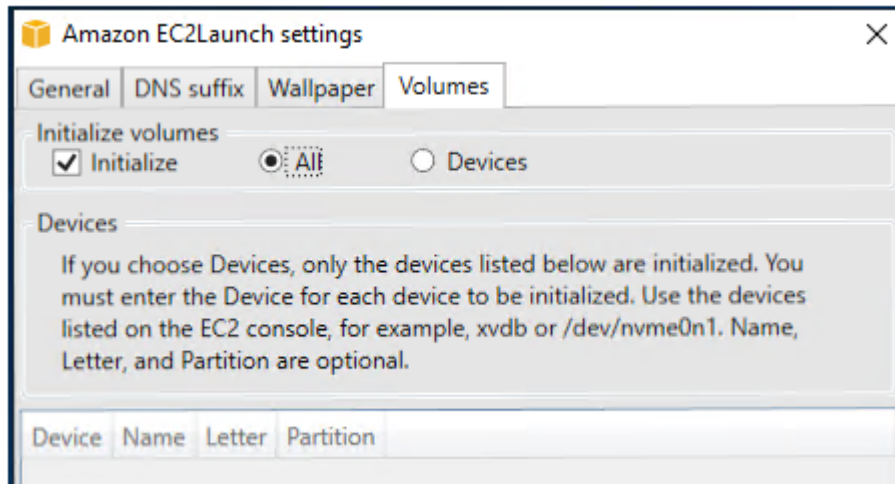 Amazon EC2Launch settings
General DNS suffix Wallpaper Volumes
Initialize volumes
Initialize All Devices
Devices
If you choose Devices, only the devices listed below are initialized. You
must enter the Device for each device to be initialized. Use the devices
listed on the EC2 console, for example, xvdb or /dev/nvme0n1. Name,
Letter, and Partition are optional.
Device Name Letter Partition